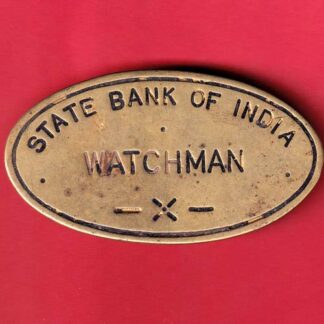 STATE BANK OF INDIA
WATCHMAN